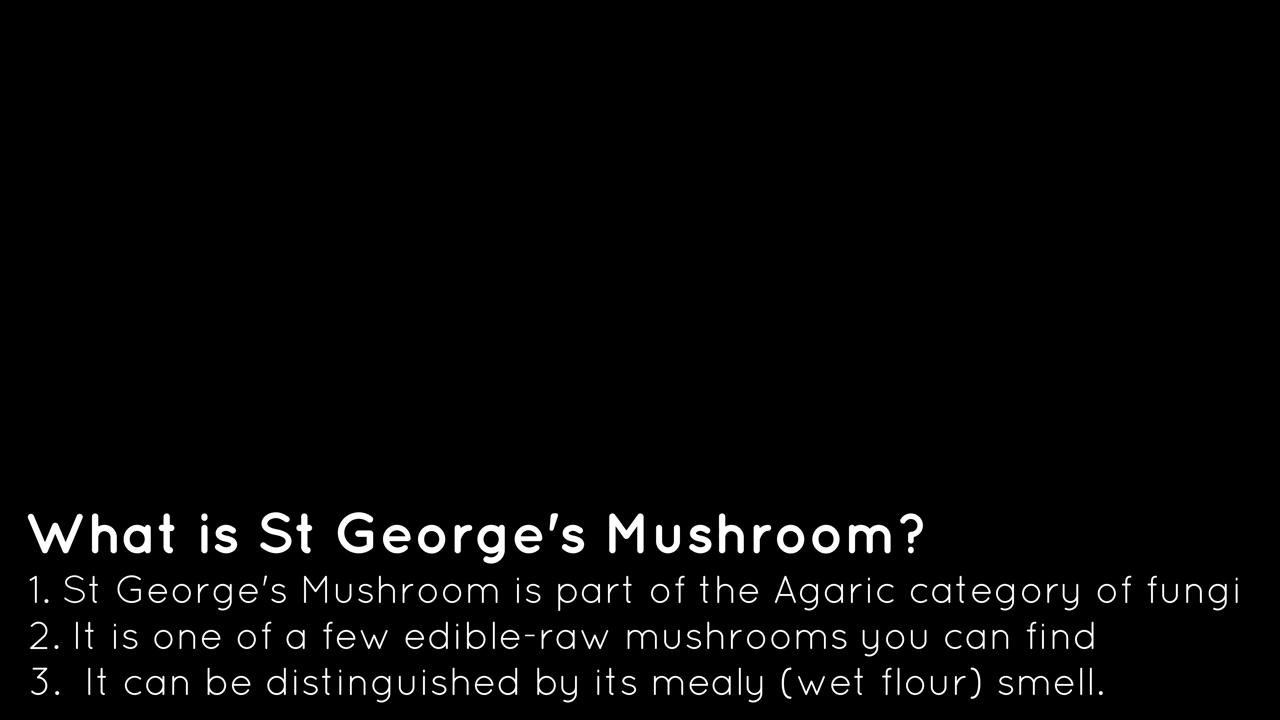 What is St George's Mushroom?
1. St George's Mushroom is part of the Agaric category of fungi
2. It is one of a few edible-raw mushrooms you can find
3.  It can be distinguished by its mealy (wet flour) smell.